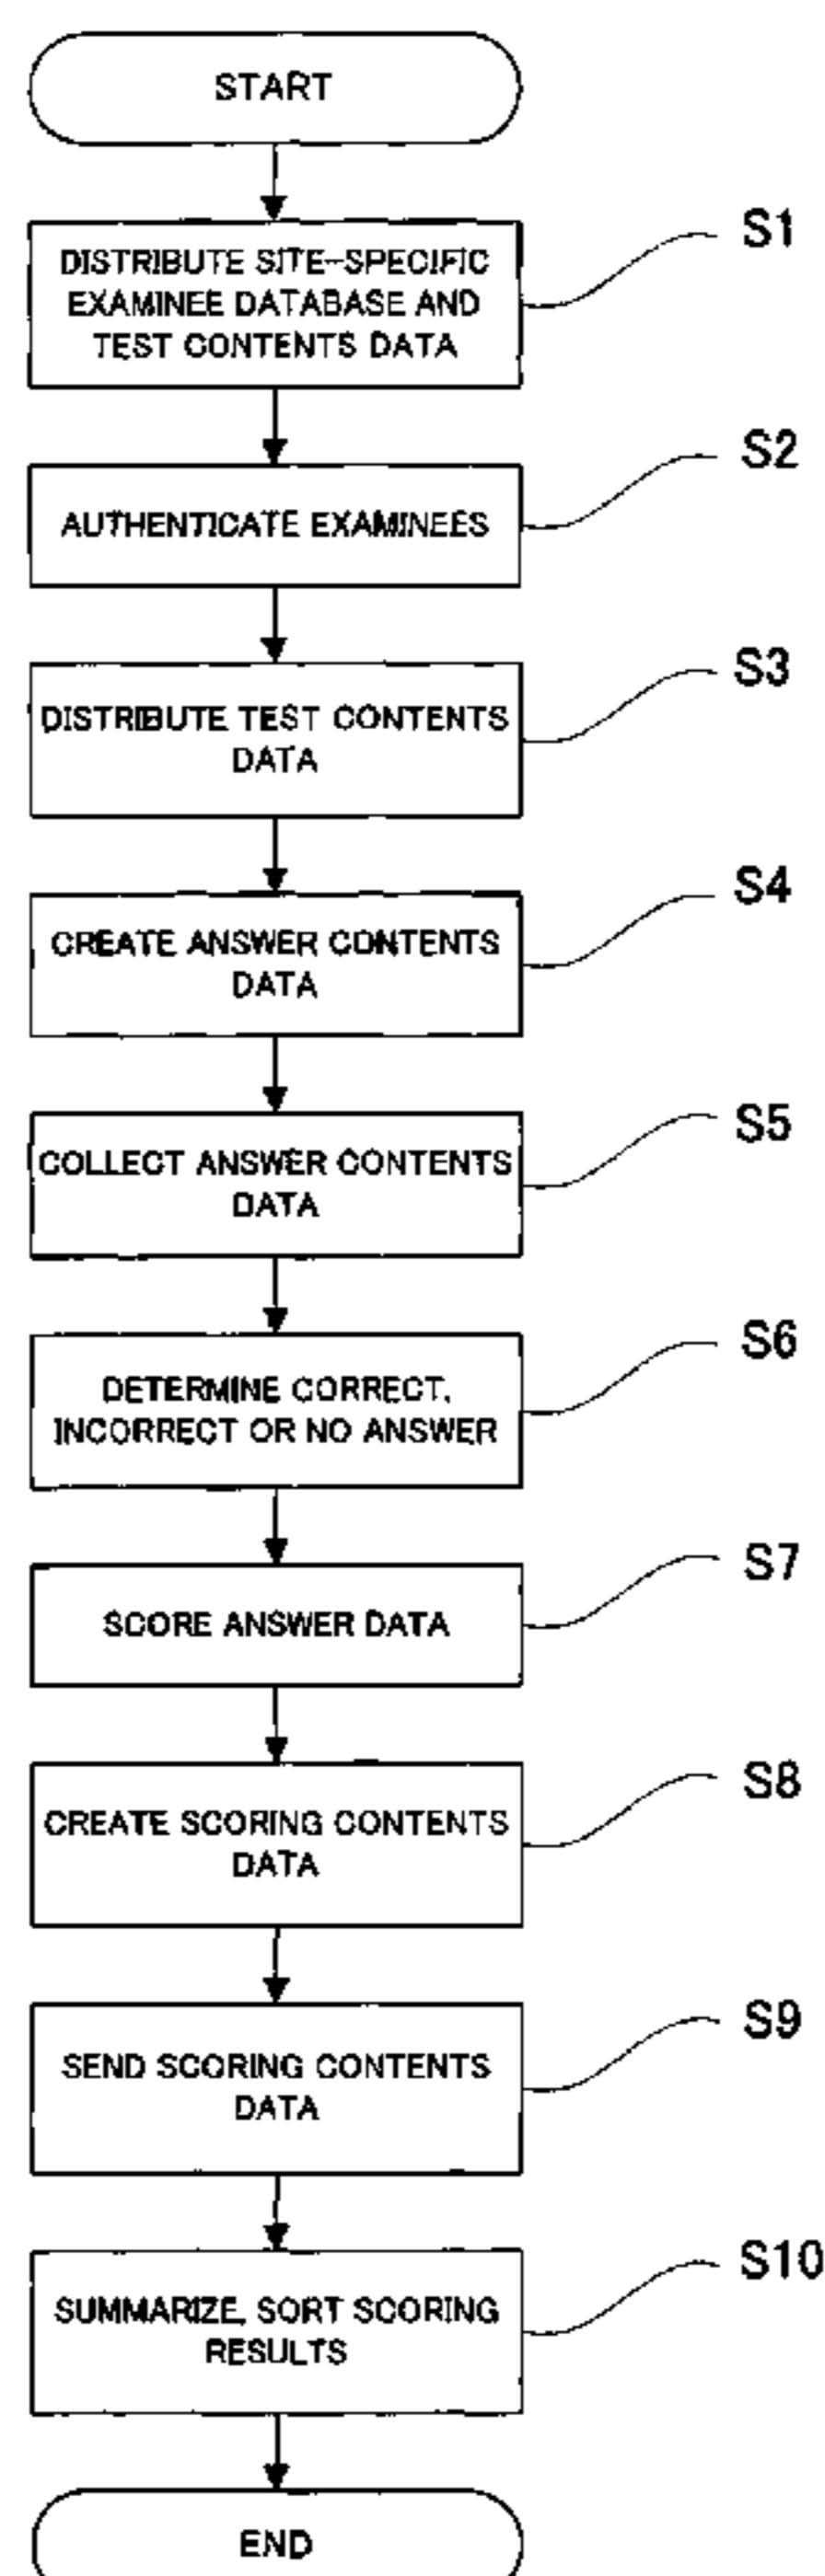 START
DISTRIBUTE SITE-SPECIFIC
EXAMINEE DATABASE AND
TEST CONTENTS DATA
S1
AUTHENTICATE EXAMINEES
S2
DISTRIBUTE TEST CONTENTS
DATA
S3
CREATE ANSWER CONTENTS
DATA
S4
COLLECT ANSWER CONTENTS
DATA
S5
DETERMINE CORRECT,
INCORRECT OR NO ANSWER
S6
SCORE ANSWER DATA
S7
CREATE SCORING CONTENTS
DATA
S8
SEND SCORING CONTENTS
DATA
S9
SUMMARIZE, SORT SCORING
RESULTS
S10
END